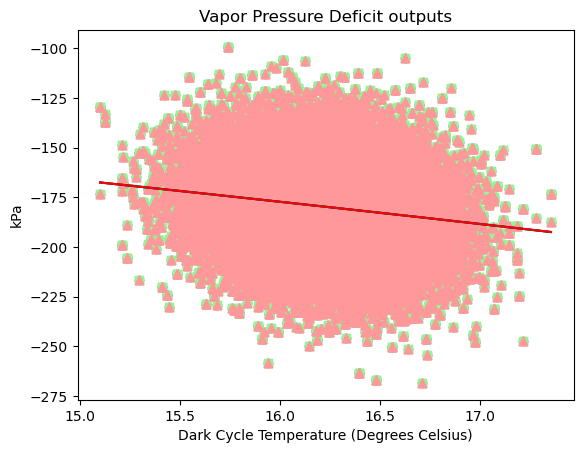 Vapor Pressure Deficit outputs
−100
−125
−150
−175
−200
−225
−250
−275
kPa
15.0 15.5 16.0 16.5 17.0
Dark Cycle Temperature (Degrees Celsius)